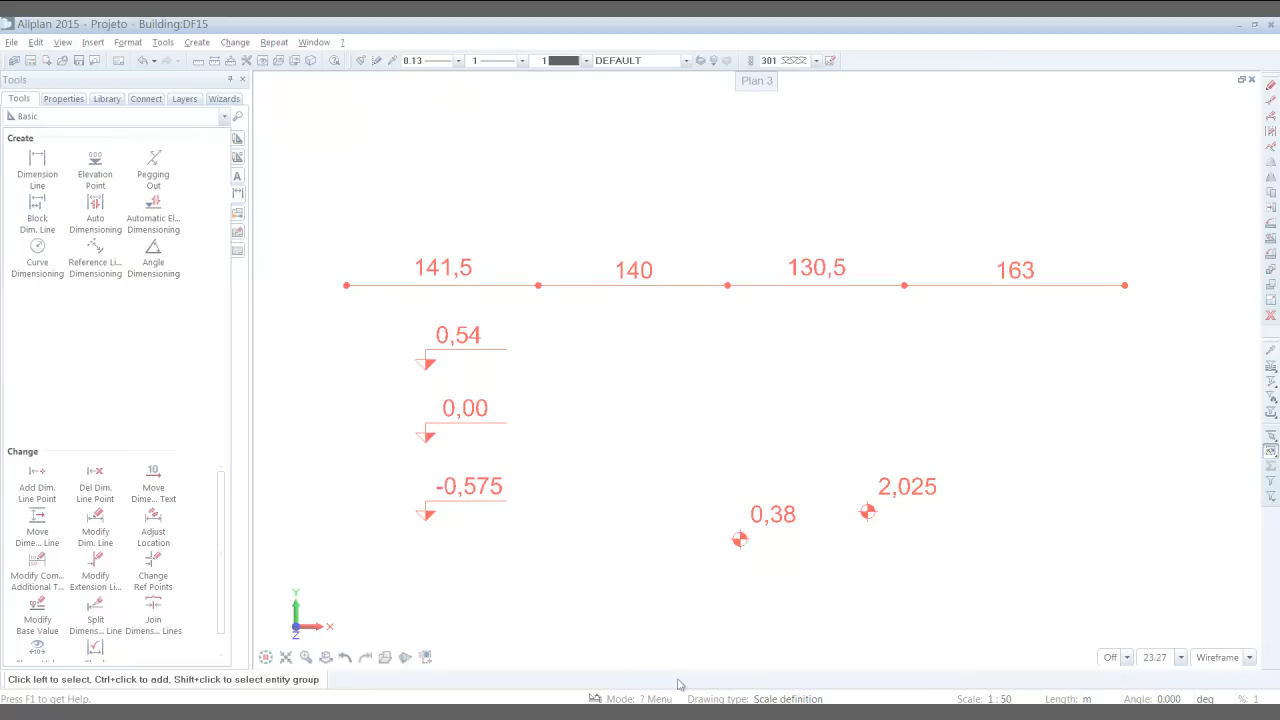 Allplan 2015 - Projeto - Building:DF15
File Edit View Insert Format Tools Create Change Repeat Window ?
0.13 1 1 DEFAULT 301
Tools
Plan:3
Tools Properties Library Connect Layers Wizards
Basic
Create
Dimension Line
Elevation Point
Pegging Out
Block Dim. Line
Auto Dimensioning
Automatic El... Dimensioning
Curve Dimensioning
Reference Li... Dimensioning
Angle Dimensioning
141,5 140 130,5 163
0,54
0,00
-0,575
2,025
0,38
Change
Add Dim. Line Point
Del Dim. Line Point
Move Dime... Text
Move Dime... Line
Modify Dim. Line
Adjust Location
Modify Com... Additional T...
Modify Extension Li...
Change Ref Points
Modify Base Value
Split Dimens... Line
Join Dimens... Lines
Y
X
Z
Off 23.27 Wireframe
Click left to select, Ctrl+click to add, Shift+click to select entity group
Press F1 to get Help. Mode: ? Menu Drawing type: Scale definition Scale: 1 : 50 Length: m Angle: 0.000 deg %: 1